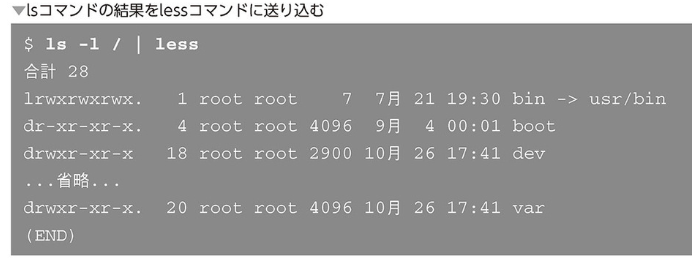 ▼lsコマンドの結果をlessコマンドに送り込む
$ ls -l / | less
合計 28
lrwxrwxrwx.   1 root root    7  7月 21 19:30 bin -> usr/bin
dr-xr-xr-x.   4 root root 4096  9月  4 00:01 boot
drwxr-xr-x   18 root root 2900 10月 26 17:41 dev
...省略...
drwxr-xr-x.  20 root root 4096 10月 26 17:41 var
(END)